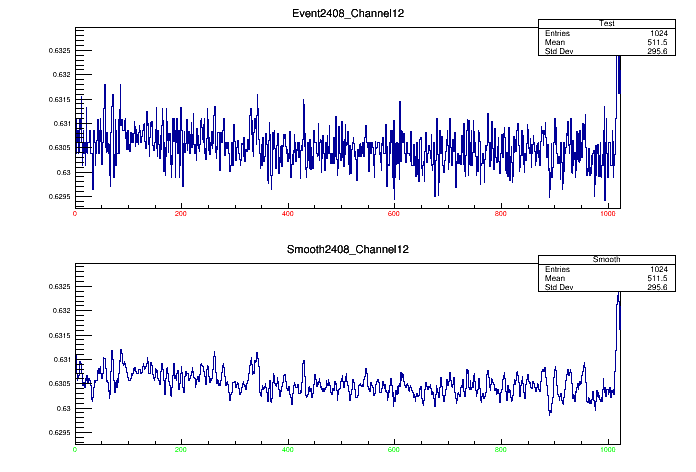 Event2408_Channel12
Test
Entries 1024
Mean 511.5
Std Dev 295.6
0.6325
0.632
0.6315
0.631
0.6305
0.63
0.6295
0 200 400 600 800 1000
Smooth2408_Channel12
Smooth
Entries 1024
Mean 511.5
Std Dev 295.6
0.6325
0.632
0.6315
0.631
0.6305
0.63
0.6295
0 200 400 600 800 1000